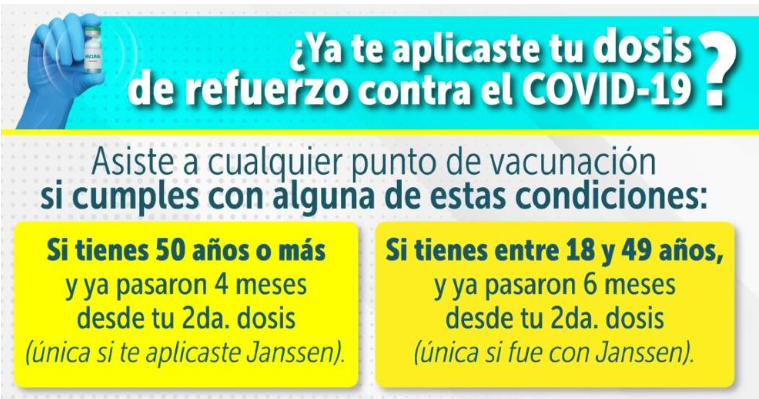 ¿Ya te aplicaste tu dosis
de refuerzo contra el COVID-19?
Asiste a cualquier punto de vacunación
si cumples con alguna de estas condiciones:
Si tienes 50 años o más
y ya pasaron 4 meses
desde tu 2da. dosis
(única si te aplicaste Janssen).
Si tienes entre 18 y 49 años,
y ya pasaron 6 meses
desde tu 2da. dosis
(única si fue con Janssen).